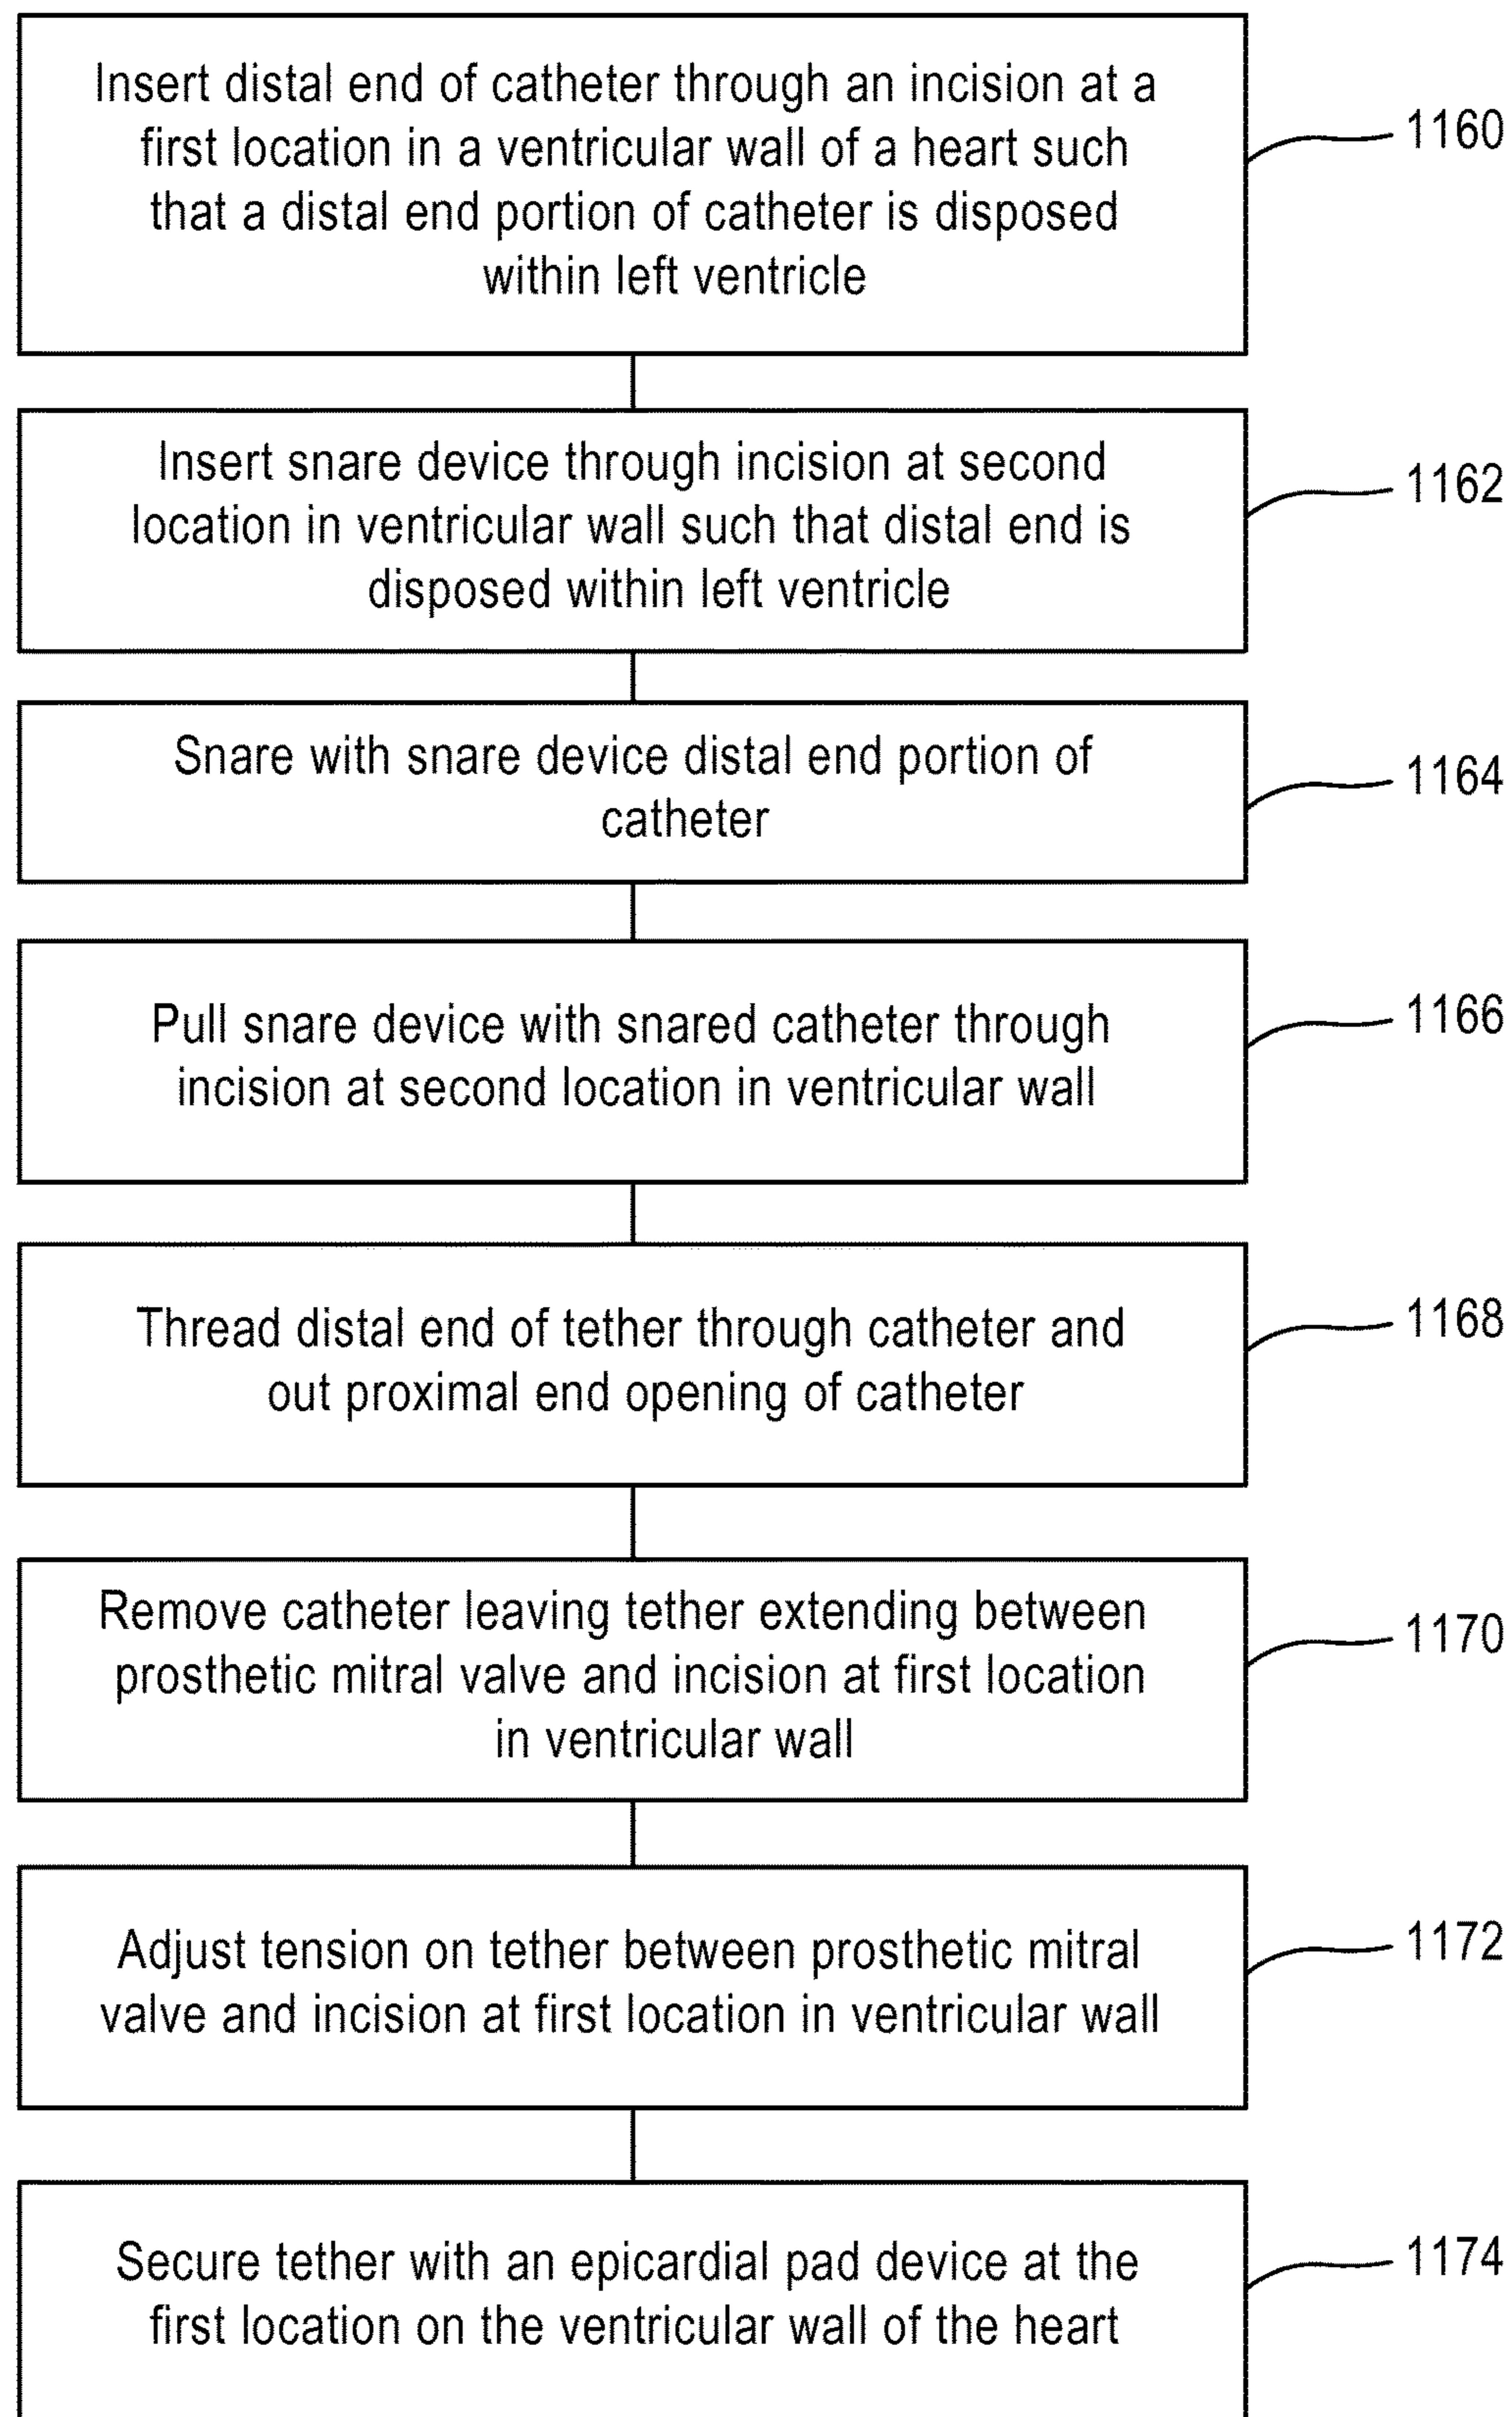 Insert distal end of catheter through an incision at a
first location in a ventricular wall of a heart such
that a distal end portion of catheter is disposed
within left ventricle
1160
Insert snare device through incision at second
location in ventricular wall such that distal end is
disposed within left ventricle
1162
Snare with snare device distal end portion of
catheter
1164
Pull snare device with snared catheter through
incision at second location in ventricular wall
1166
Thread distal end of tether through catheter and
out proximal end opening of catheter
1168
Remove catheter leaving tether extending between
prosthetic mitral valve and incision at first location
in ventricular wall
1170
Adjust tension on tether between prosthetic mitral
valve and incision at first location in ventricular wall
1172
Secure tether with an epicardial pad device at the
first location on the ventricular wall of the heart
1174